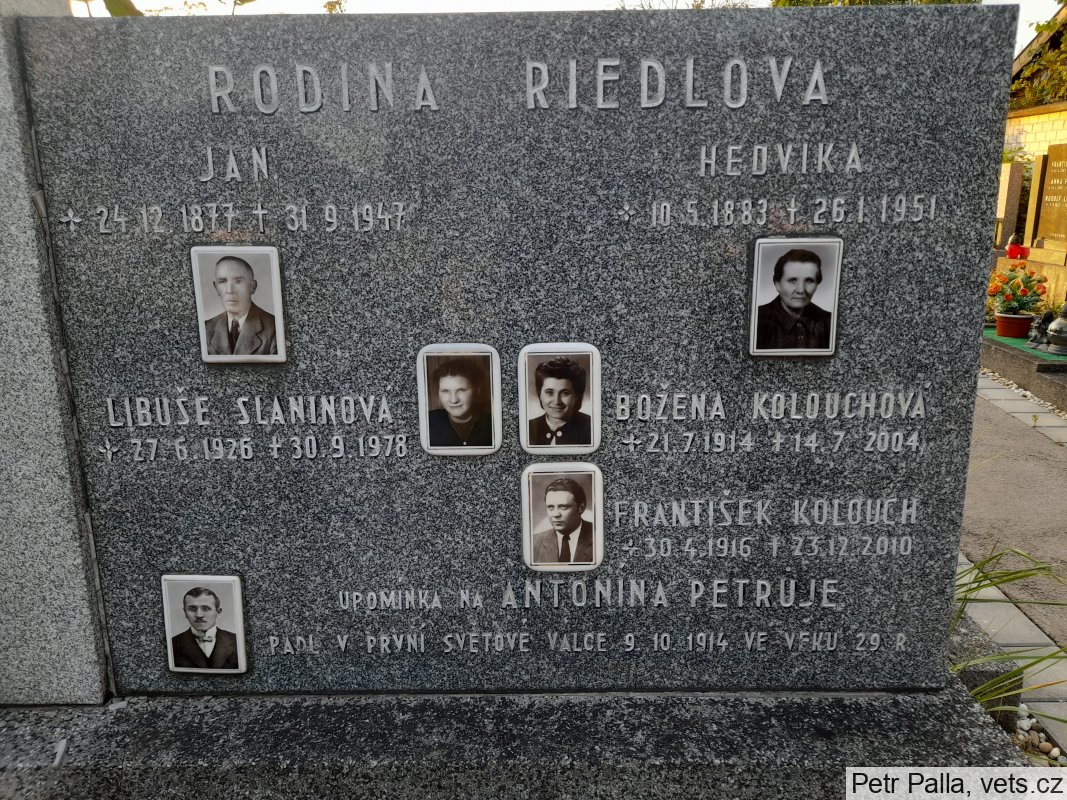 RODINA RIEDLOVA
JAN
* 24.12.1877 † 31.9.1947
HEDVIKA
* 10.5.1883 † 26.1.1951
LIBUŠE SLANINOVÁ
* 27.6.1926 † 30.9.1978
BOŽENA KOLOUCHOVÁ
* 21.7.1914 † 14.7.2004
FRANTIŠEK KOLOUCH
* 30.4.1916 † 23.12.2010
UPOMÍNKA NA ANTONÍNA PETRUJE
PADL V PRVNÍ SVĚTOVÉ VÁLCE 9.10.1914 VE VĚKU 29 R.
Petr Palla, vets.cz